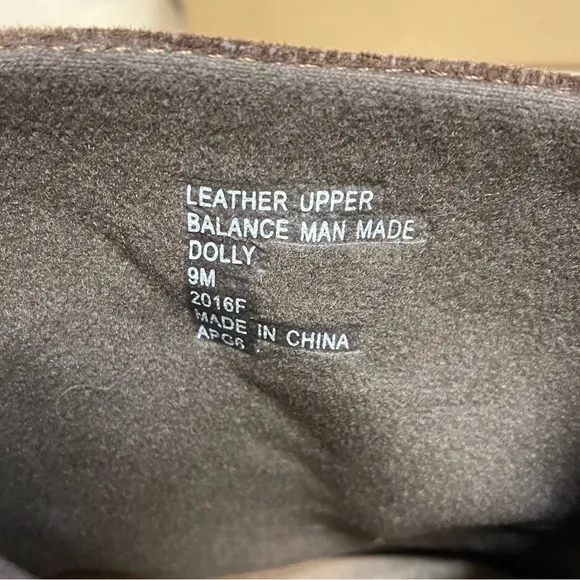 LEATHER UPPER
BALANCE MAN MADE
DOLLY
9M
2016F
MADE IN CHINA
APG6